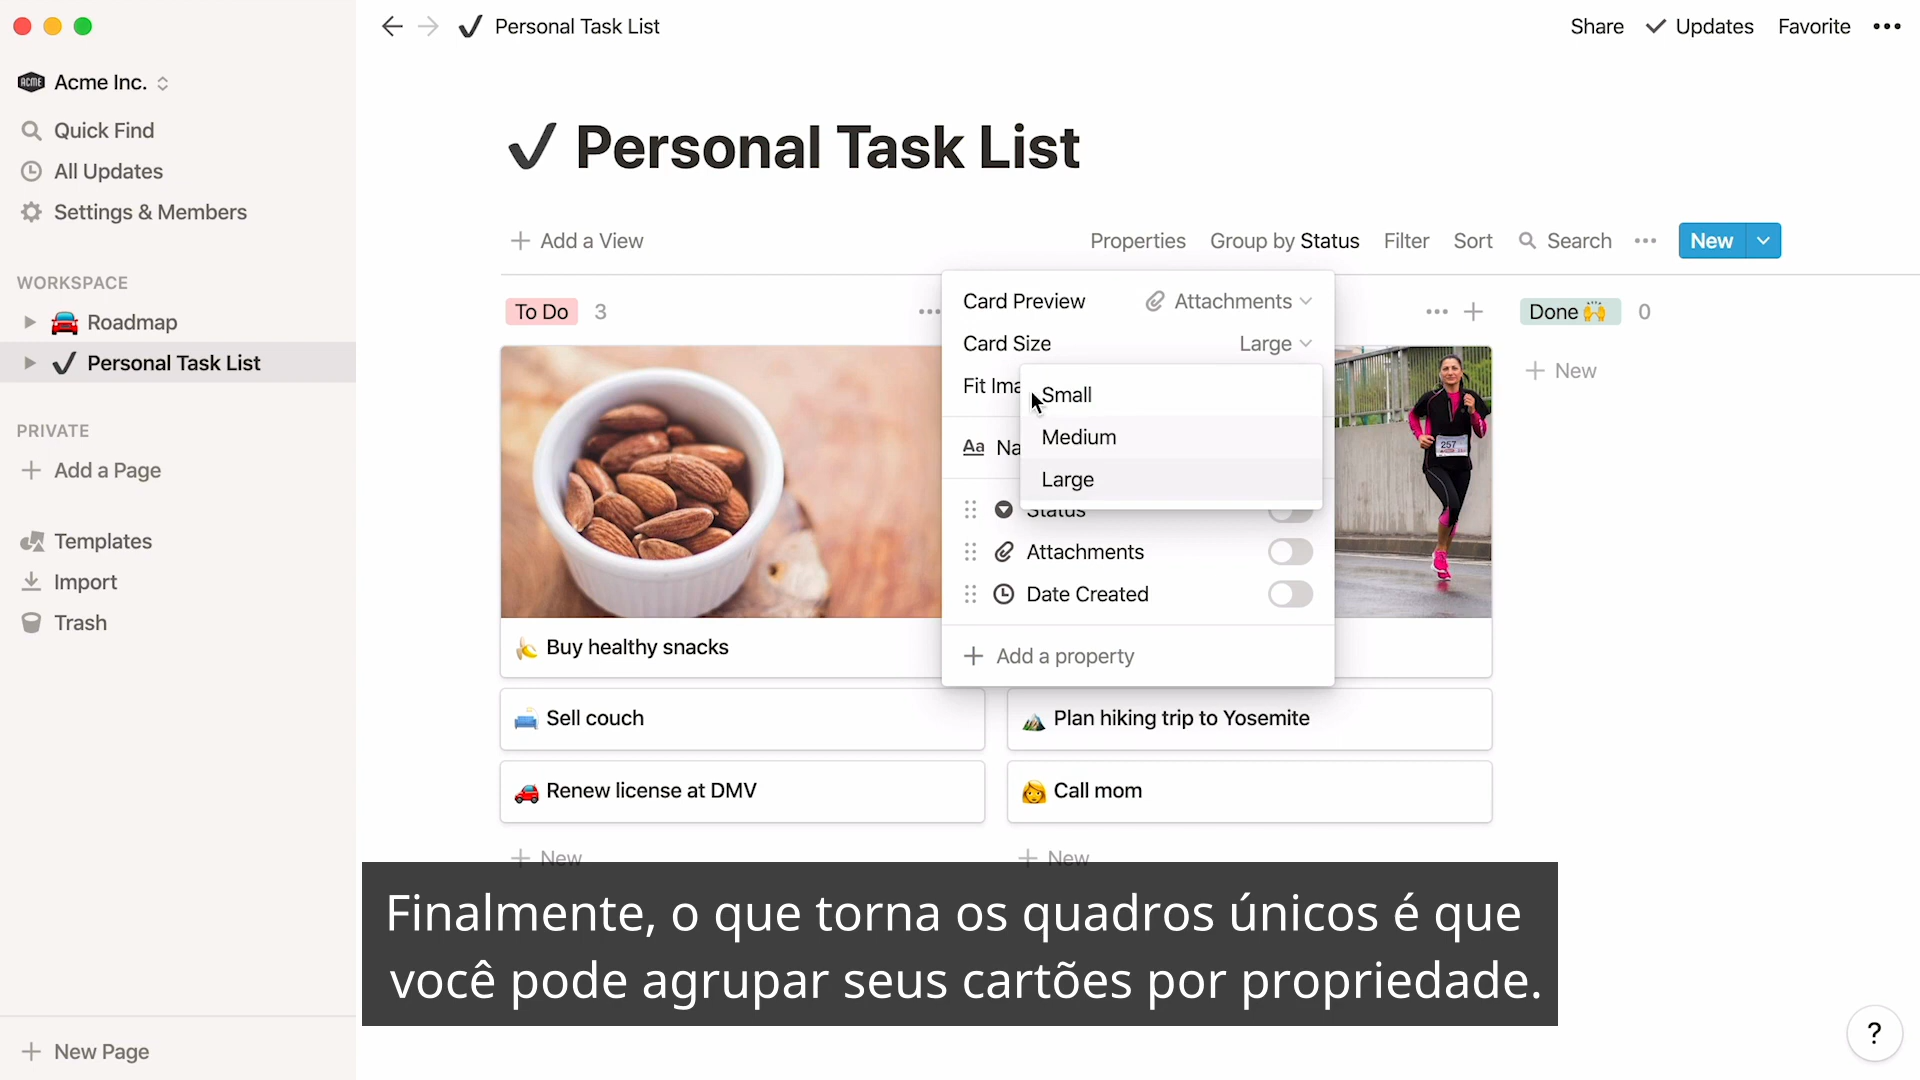 Personal Task List
Share
Updates
Favorite
ACME
Acme Inc.
Quick Find
All Updates
Settings & Members
WORKSPACE
Roadmap
Personal Task List
PRIVATE
Add a Page
Templates
Import
Trash
New Page
Personal Task List
Add a View
Properties
Group by Status
Filter
Sort
Search
New
To Do 3
Card Preview Attachments
Card Size Large
Fit Ima
Small
Medium
Large
Aa Na
Status
Attachments
Date Created
Add a property
Done 0
New
257
Buy healthy snacks
Sell couch
Renew license at DMV
New
Plan hiking trip to Yosemite
Call mom
New
Finalmente, o que torna os quadros únicos é que
você pode agrupar seus cartões por propriedade.
?